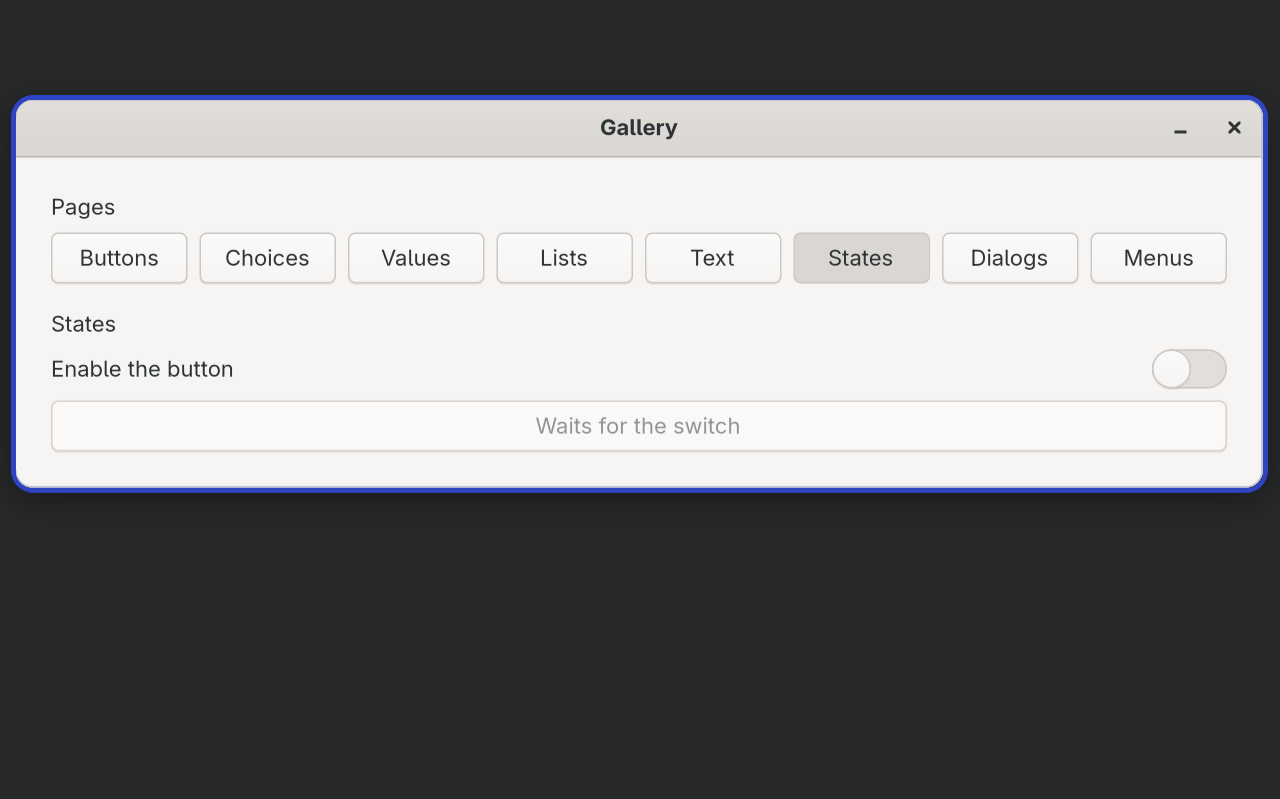 Gallery
Pages
Buttons Choices Values Lists Text States Dialogs Menus
States
Enable the button
Waits for the switch